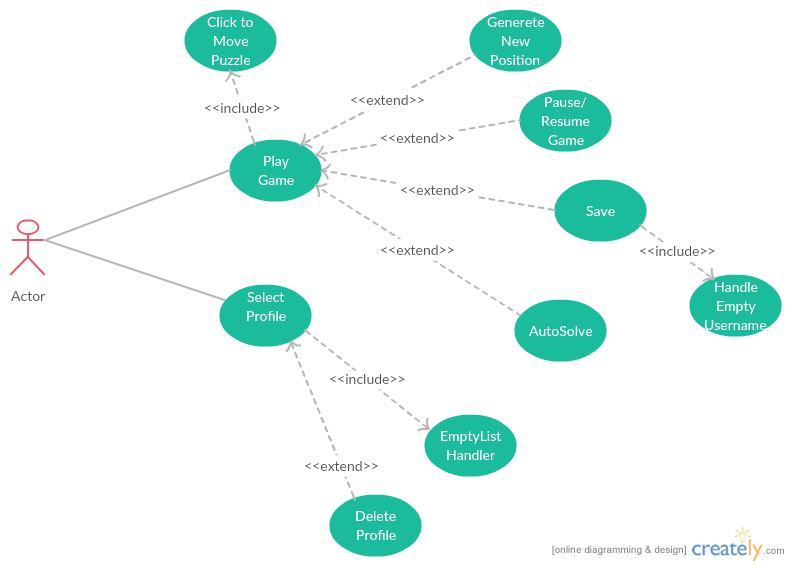 Click to
Move
Puzzle
Generete
New
Position
<<include>>
<<extend>>
Pause/
Resume
Game
<<extend>>
Play
Game
<<extend>>
Save
<<extend>>
<<include>>
Actor
Select
Profile
Handle
Empty
Username
AutoSolve
<<include>>
EmptyList
Handler
<<extend>>
Delete
Profile
[online diagramming & design] creately.com